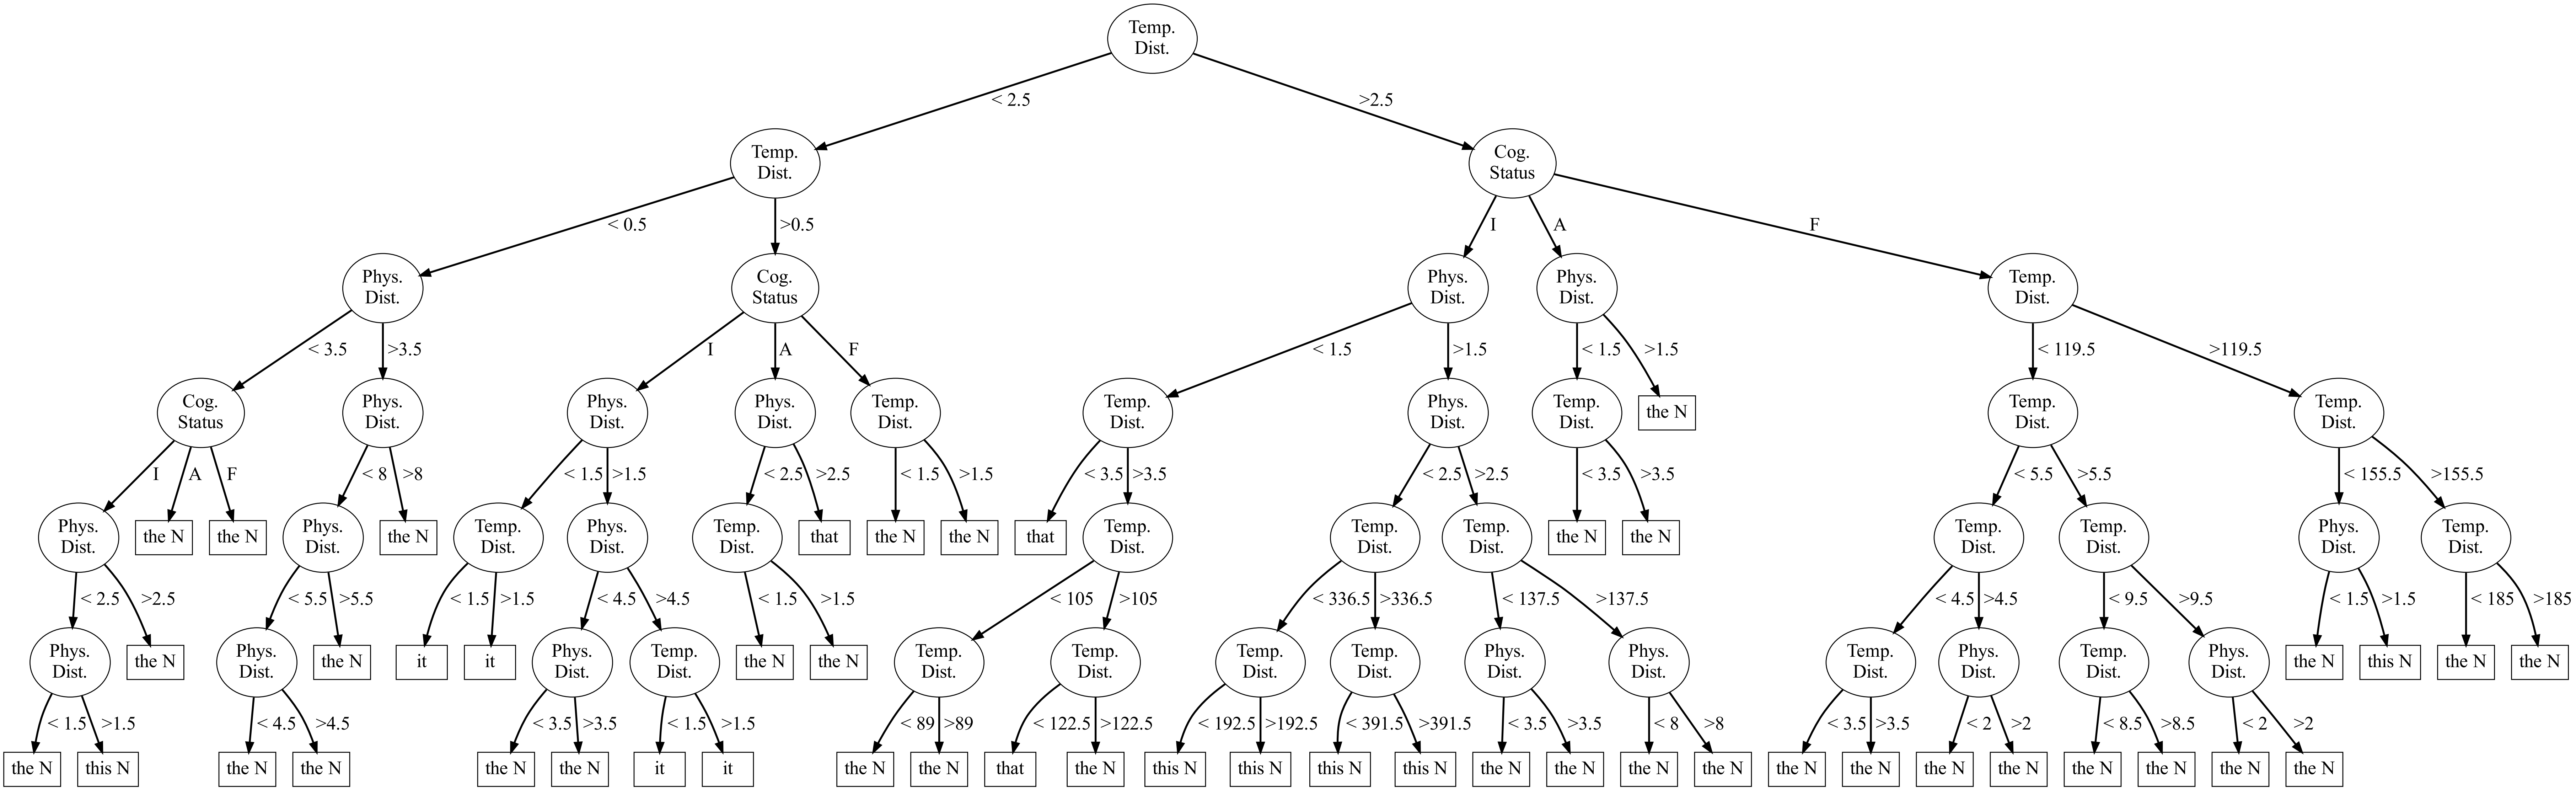 Temp.
Dist.
< 2.5
>2.5
Temp.
Dist.
Cog.
Status
< 0.5
>0.5
I
A
F
Phys.
Dist.
Cog.
Status
Phys.
Dist.
Phys.
Dist.
Temp.
Dist.
< 3.5
>3.5
I
A
F
< 1.5
>1.5
< 1.5
>1.5
< 119.5
>119.5
Cog.
Status
Phys.
Dist.
Phys.
Dist.
Phys.
Dist.
Temp.
Dist.
Temp.
Dist.
Phys.
Dist.
Temp.
Dist.
the N
Temp.
Dist.
Temp.
Dist.
I
A
F
< 8
>8
< 1.5
>1.5
< 2.5
>2.5
< 1.5
>1.5
< 3.5
>3.5
< 2.5
>2.5
< 3.5
>3.5
< 5.5
>5.5
< 155.5
>155.5
Phys.
Dist.
the N
the N
Phys.
Dist.
the N
Temp.
Dist.
Phys.
Dist.
Temp.
Dist.
that
the N
the N
that
Temp.
Dist.
Temp.
Dist.
Temp.
Dist.
the N
the N
Temp.
Dist.
Temp.
Dist.
Phys.
Dist.
Temp.
Dist.
< 2.5
>2.5
< 5.5
>5.5
< 1.5
>1.5
< 4.5
>4.5
< 1.5
>1.5
< 105
>105
< 336.5
>336.5
< 137.5
>137.5
< 4.5
>4.5
< 9.5
>9.5
< 1.5
>1.5
< 185
>185
Phys.
Dist.
the N
Phys.
Dist.
the N
it
it
Phys.
Dist.
Temp.
Dist.
the N
the N
Temp.
Dist.
Temp.
Dist.
Temp.
Dist.
Temp.
Dist.
Phys.
Dist.
Phys.
Dist.
Temp.
Dist.
Phys.
Dist.
Temp.
Dist.
Phys.
Dist.
the N
this N
the N
the N
< 1.5
>1.5
< 4.5
>4.5
< 3.5
>3.5
< 1.5
>1.5
< 89
>89
< 122.5
>122.5
< 192.5
>192.5
< 391.5
>391.5
< 3.5
>3.5
< 8
>8
< 3.5
>3.5
< 2
>2
< 8.5
>8.5
< 2
>2
the N
this N
the N
the N
the N
the N
it
it
the N
the N
that
the N
this N
this N
this N
this N
the N
the N
the N
the N
the N
the N
the N
the N
the N
the N
the N
the N